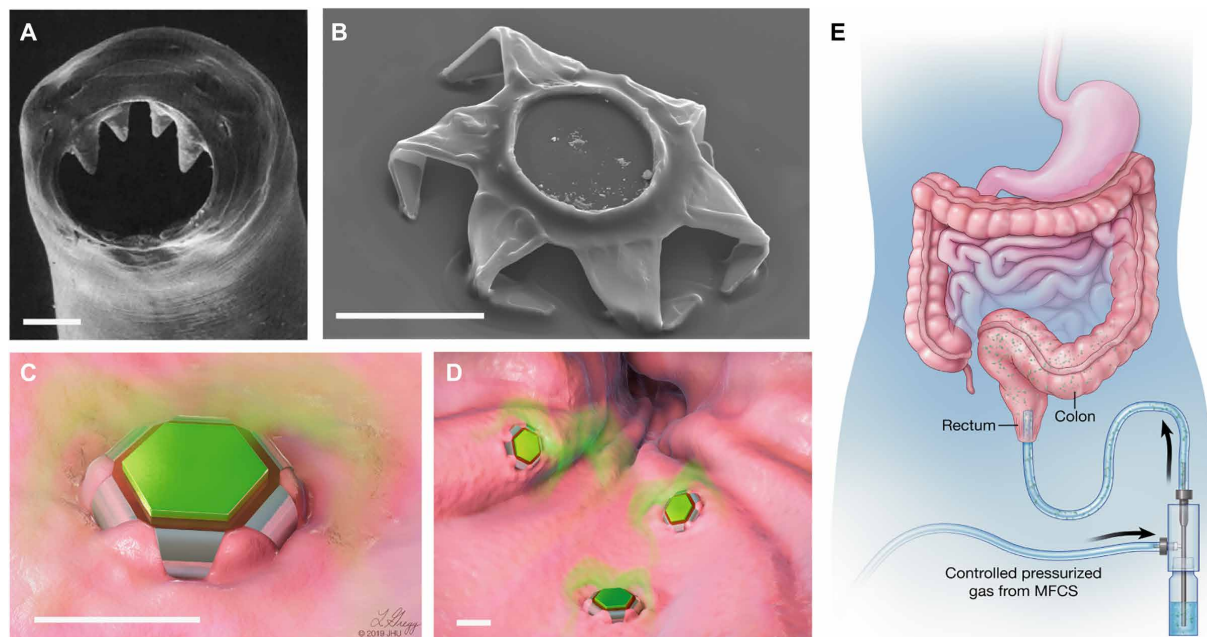 A
B
C
L Gregg
© 2019 JHU
D
E
Rectum
Colon
Controlled pressurized
gas from MFCS